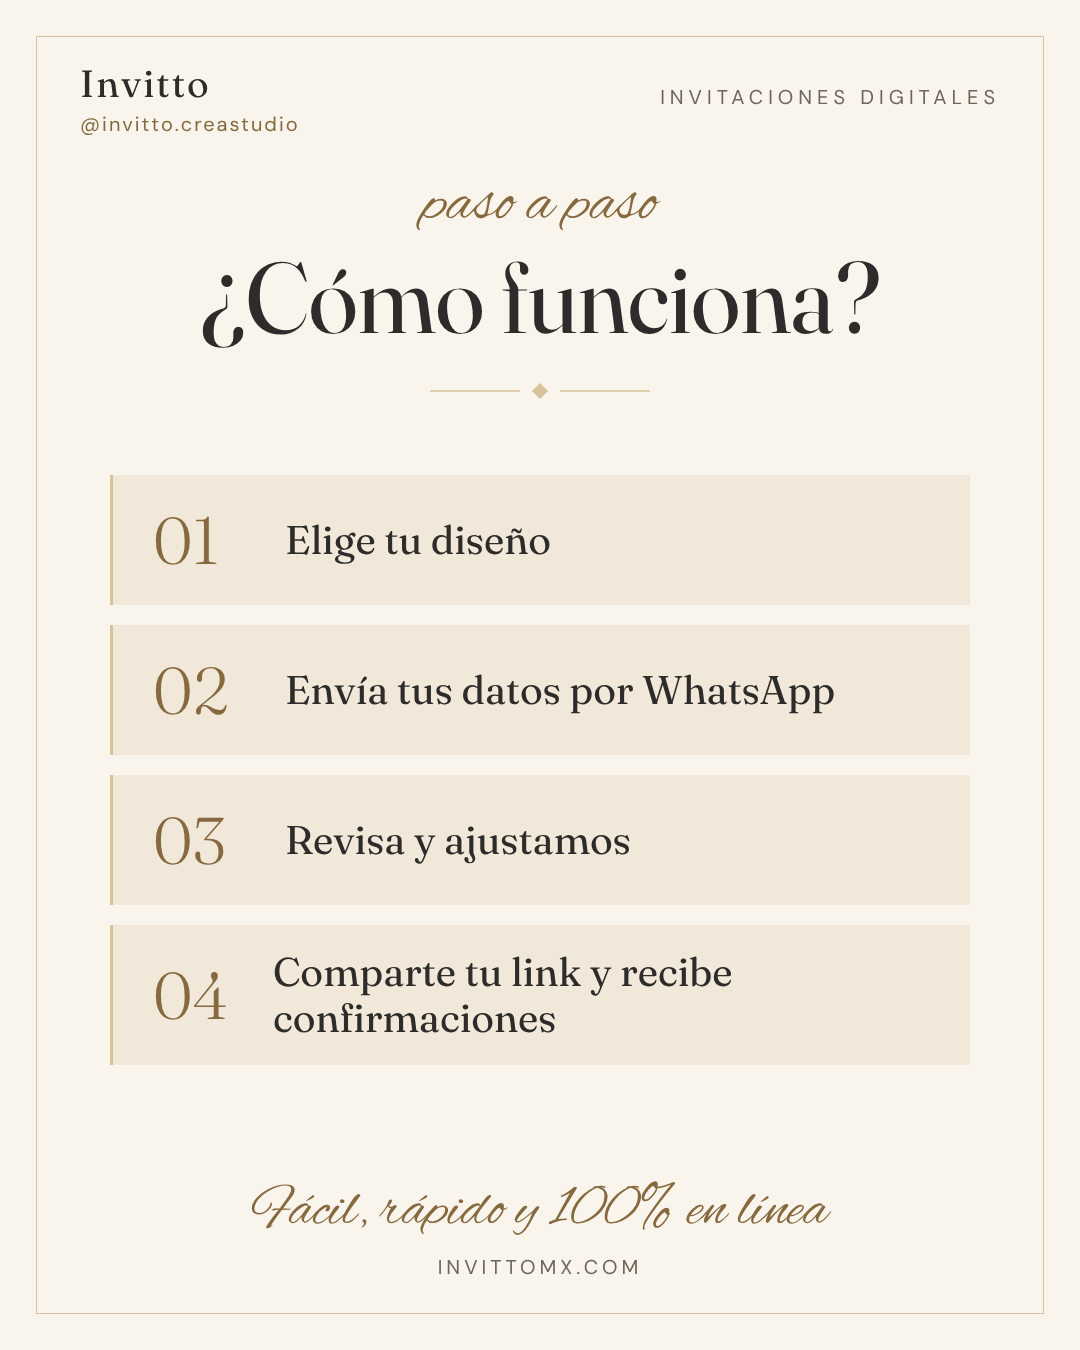 Invitto
@invitto.creastudio
INVITACIONES DIGITALES
paso a paso
¿Cómo funciona?
01 Elige tu diseño
02 Envía tus datos por WhatsApp
03 Revisa y ajustamos
04 Comparte tu link y recibe
confirmaciones
Fácil, rápido y 100% en línea
INVITTOMX.COM